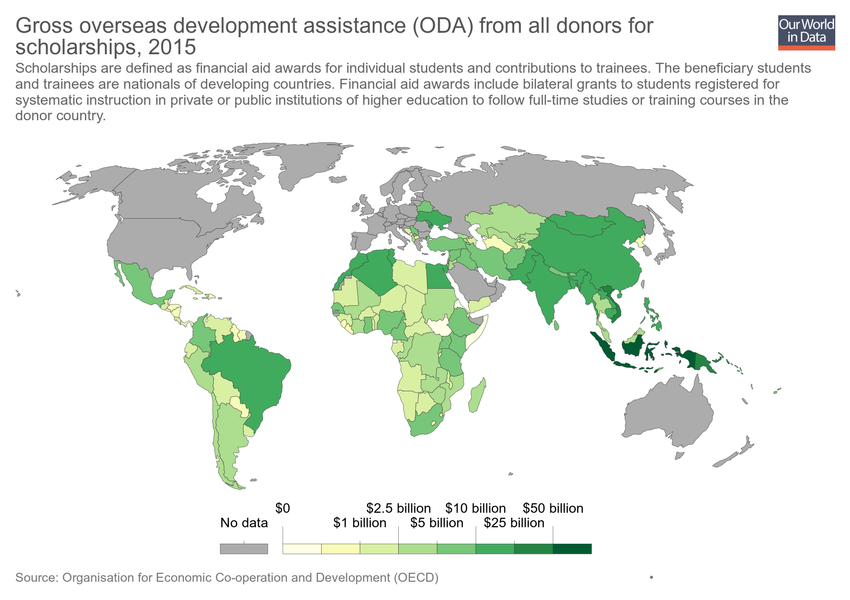 Gross overseas development assistance (ODA) from all donors for
scholarships, 2015
Our World
in Data
Scholarships are defined as financial aid awards for individual students and contributions to trainees. The beneficiary students
and trainees are nationals of developing countries. Financial aid awards include bilateral grants to students registered for
systematic instruction in private or public institutions of higher education to follow full-time studies or training courses in the
donor country.
$0 $2.5 billion $10 billion $50 billion
No data $1 billion $5 billion $25 billion
Source: Organisation for Economic Co-operation and Development (OECD)